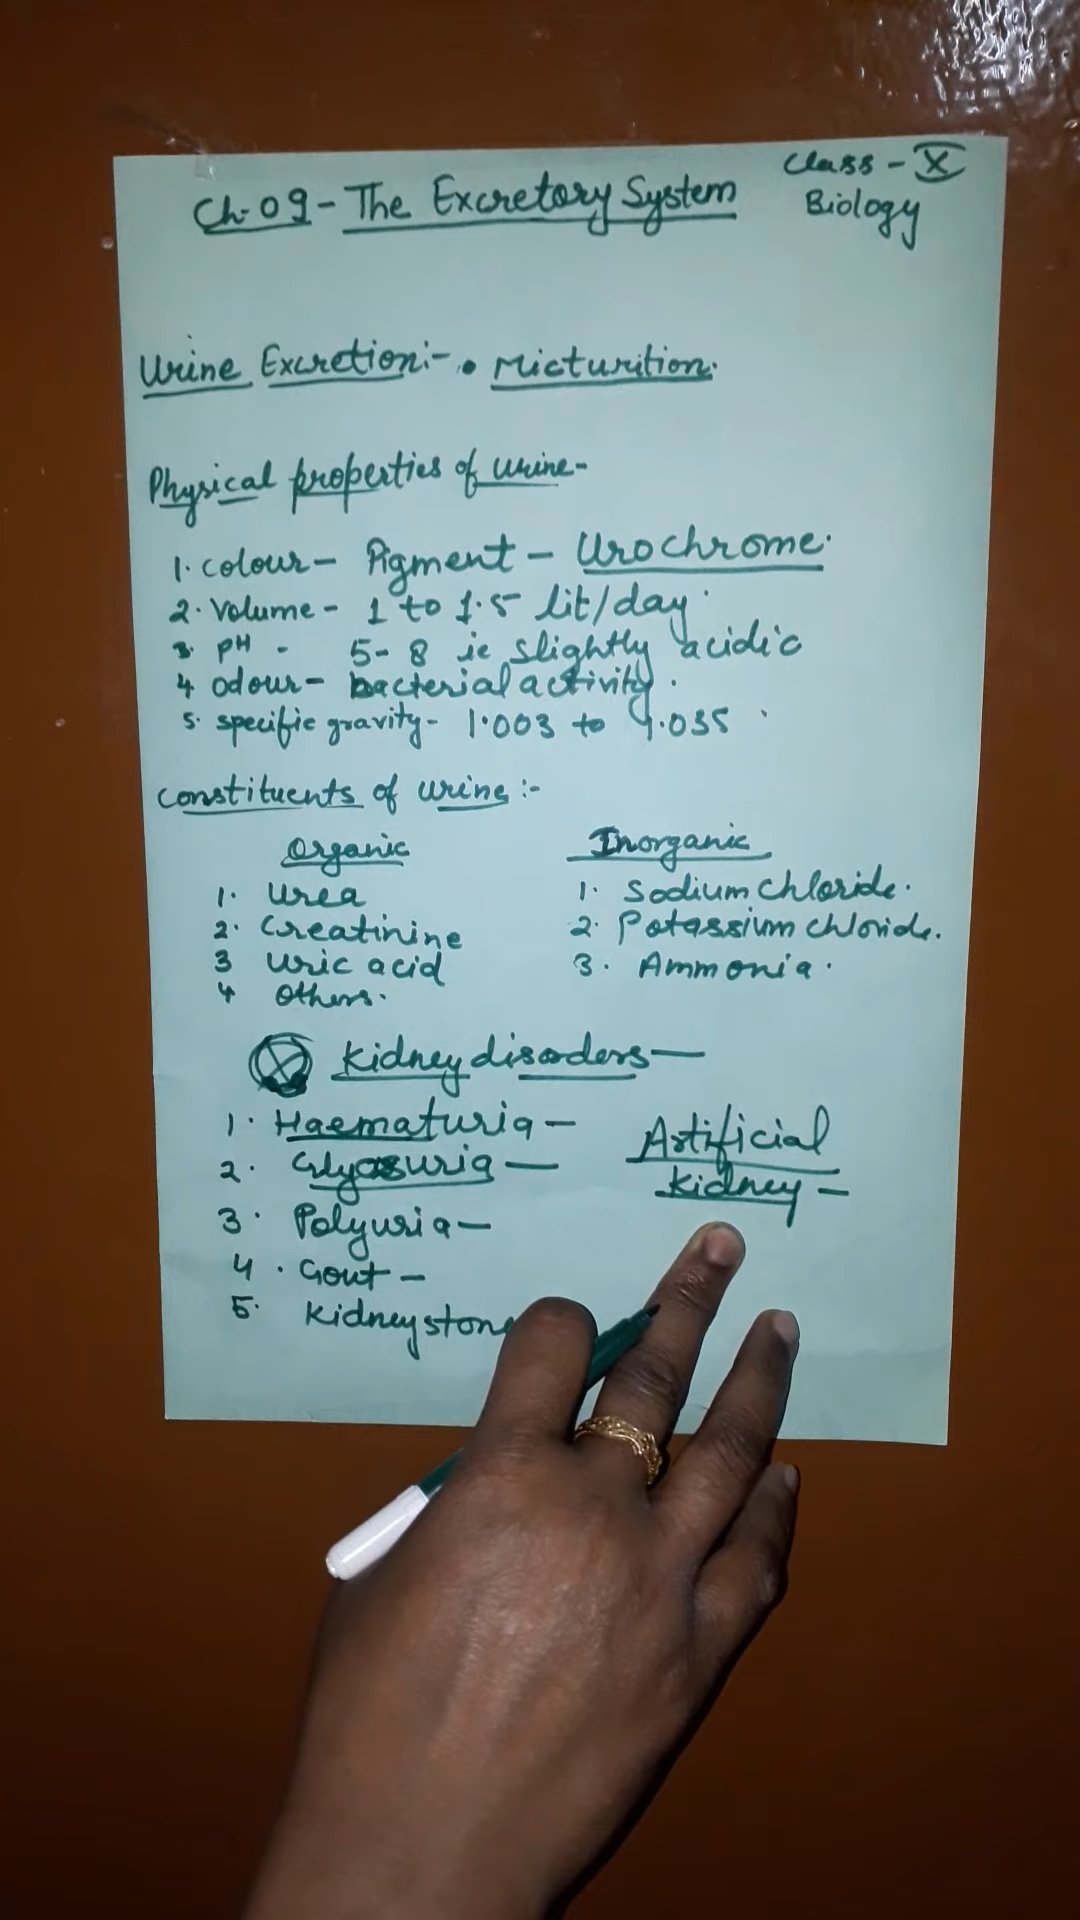 Ch-09 - The Excretory System
Class - X
Biology
Urine Excretion:- • Micturition.
Physical properties of urine-
1. colour - Pigment - Urochrome.
2. Volume - 1 to 1.5 lit/day.
3. pH - 5-8 ie slightly acidic
4 odour - bacterial activity.
5. specific gravity - 1.003 to 1.035
constituents of urine :-
Organic
1. Urea
2. Creatinine
3 Uric acid
4 Others.
Inorganic
1. Sodium chloride.
2. Potassium chloride.
3. Ammonia.
Kidney disorders —
1. Haematuria —
2. Glycosuria —
3. Polyuria —
4. Gout —
5. Kidney stone
Artificial
kidney —